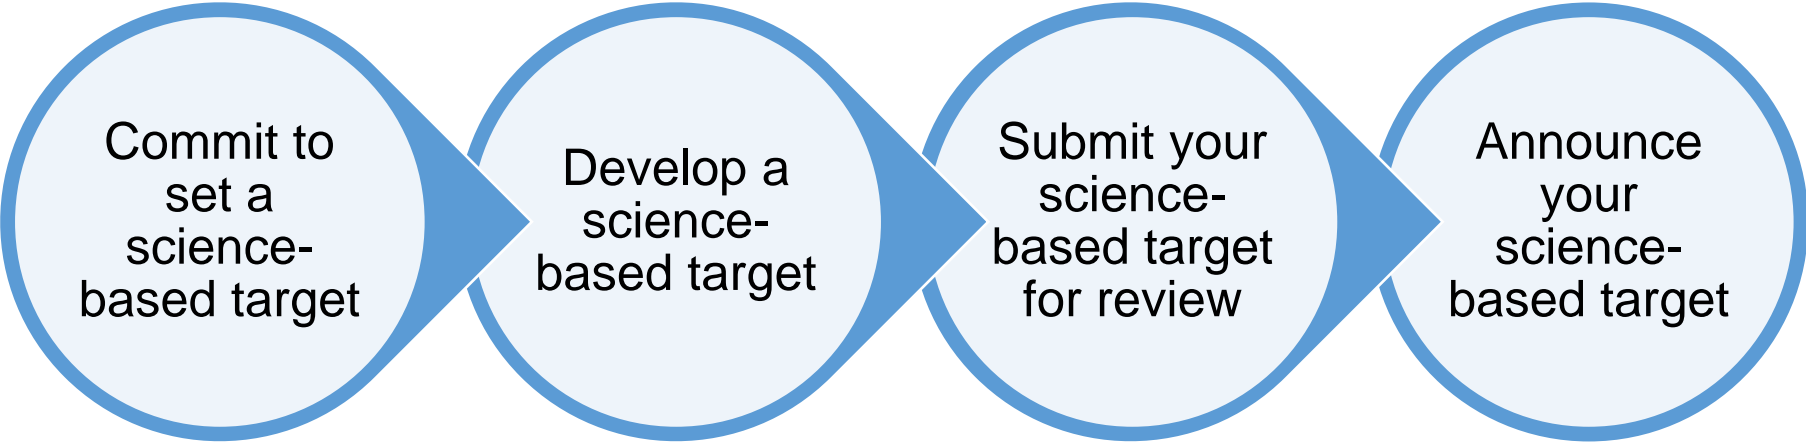 Commit to
set a
science-
based target
Develop a
science-
based target
Submit your
science-
based target
for review
Announce
your
science-
based target